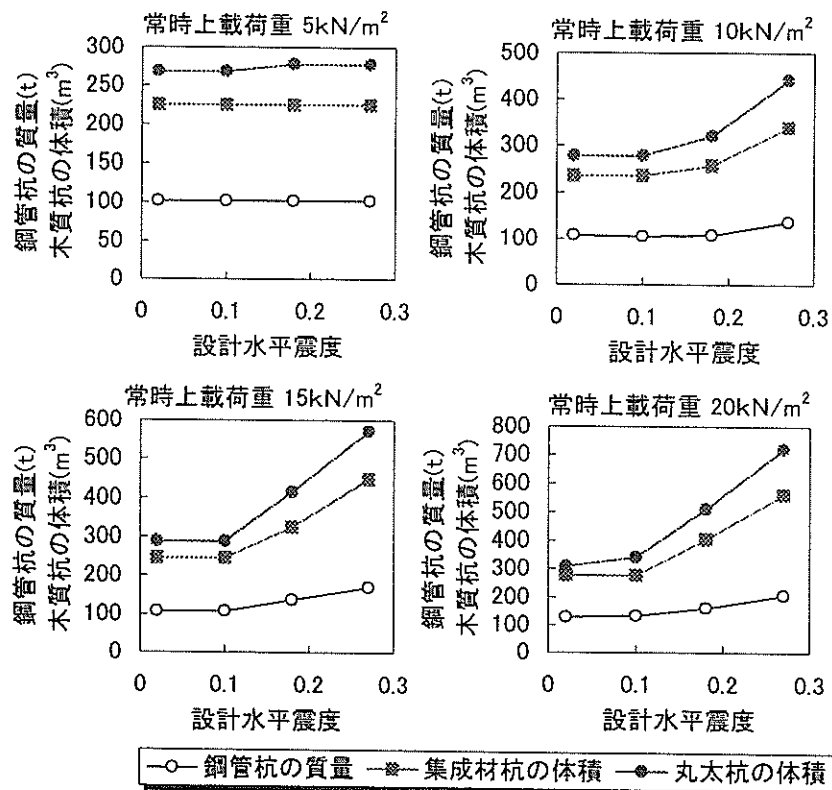 常時上載荷重 5kN/m²
鋼管杭の質量(t)
木質杭の体積(m³)
300
250
200
150
100
50
0
0 0.1 0.2 0.3
設計水平震度
常時上載荷重 10kN/m²
鋼管杭の質量(t)
木質杭の体積(m³)
500
400
300
200
100
0
0 0.1 0.2 0.3
設計水平震度
常時上載荷重 15kN/m²
鋼管杭の質量(t)
木質杭の体積(m³)
600
500
400
300
200
100
0
0 0.1 0.2 0.3
設計水平震度
常時上載荷重 20kN/m²
鋼管杭の質量(t)
木質杭の体積(m³)
800
700
600
500
400
300
200
100
0
0 0.1 0.2 0.3
設計水平震度
鋼管杭の質量 集成材杭の体積 丸太杭の体積